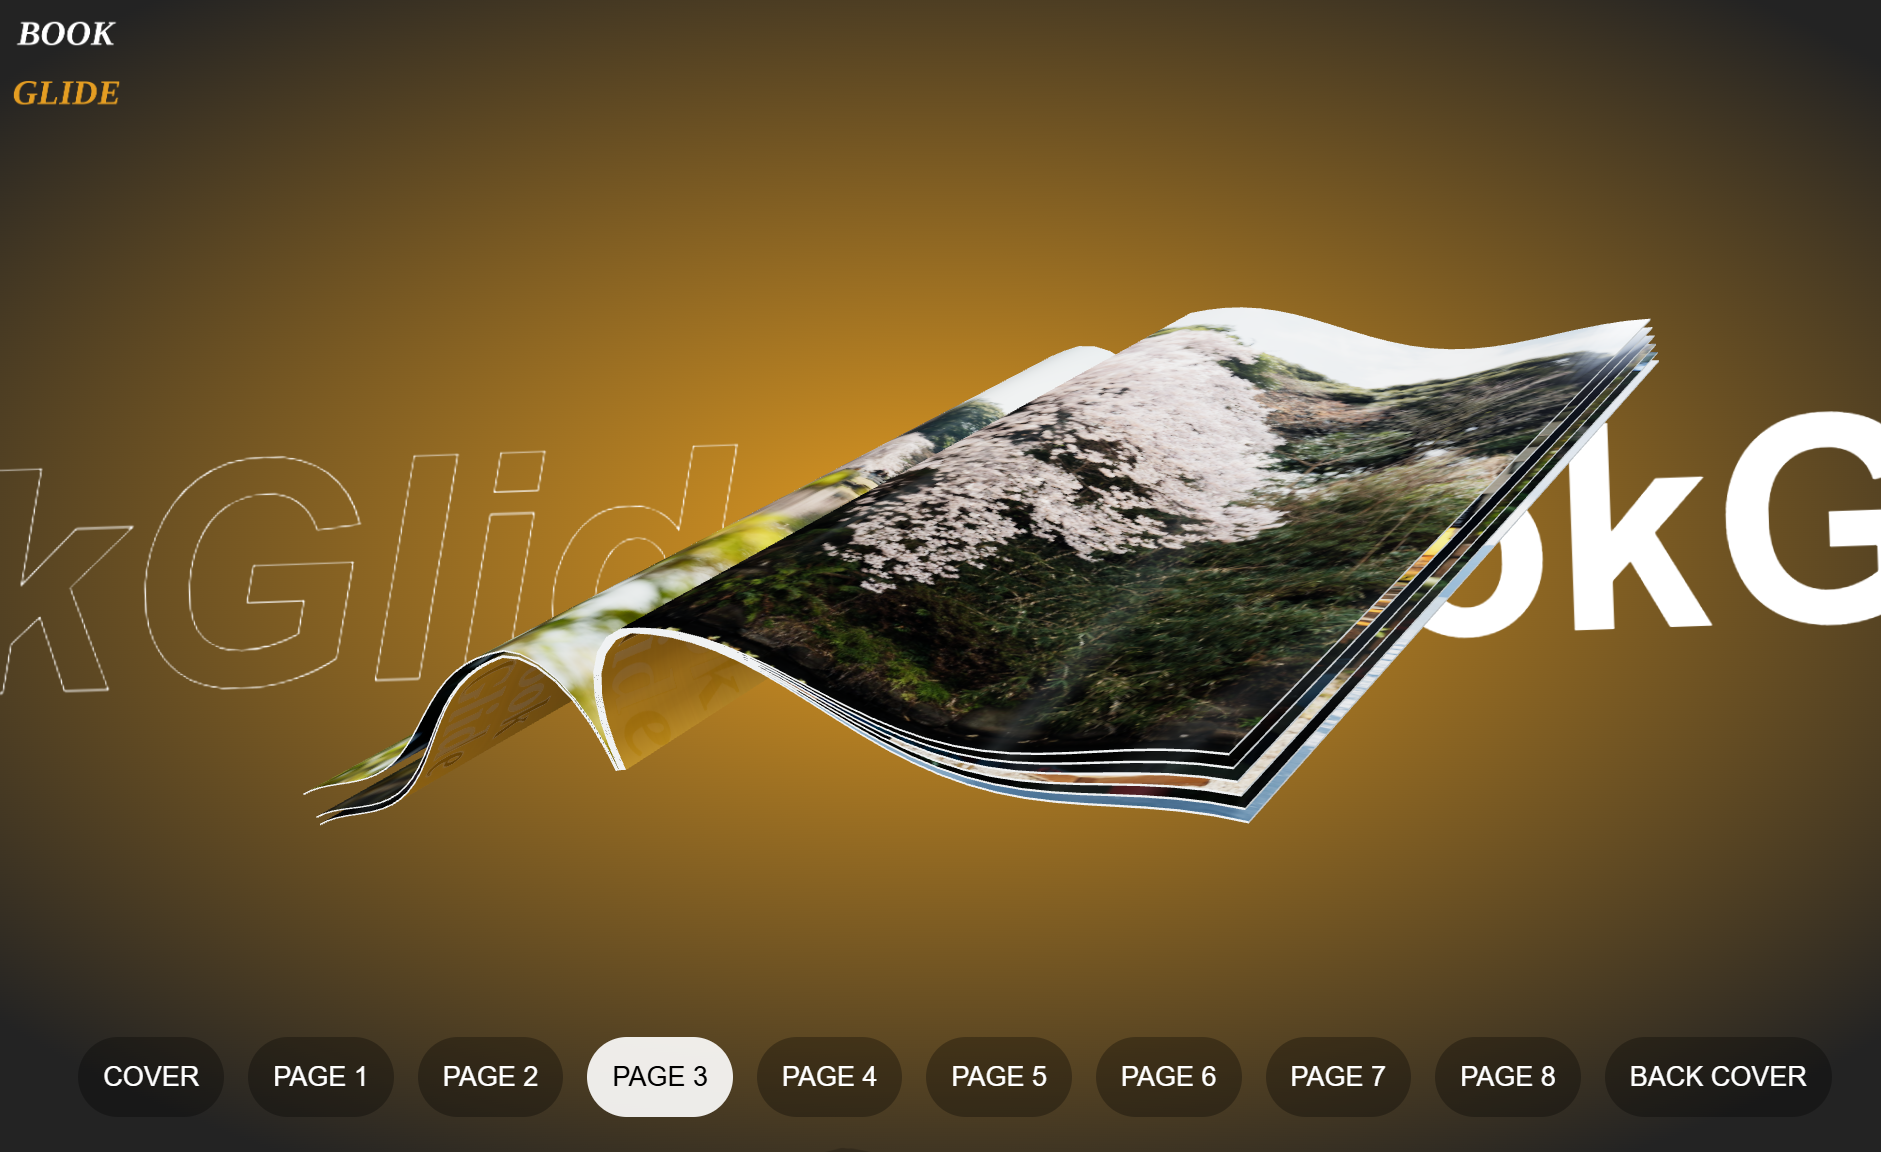 BOOK
GLIDE
kGlid
okG
COVER
PAGE 1
PAGE 2
PAGE 3
PAGE 4
PAGE 5
PAGE 6
PAGE 7
PAGE 8
BACK COVER